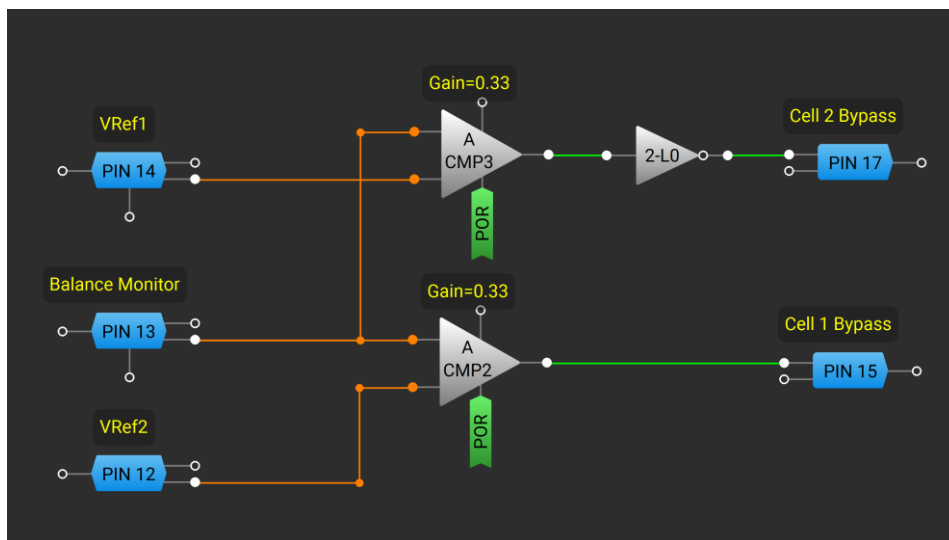 Gain=0.33
VRef1
Cell 2 Bypass
A
CMP3
2-L0
PIN 14
PIN 17
POR
Balance Monitor
Gain=0.33
Cell 1 Bypass
PIN 13
A
CMP2
PIN 15
VRef2
POR
PIN 12